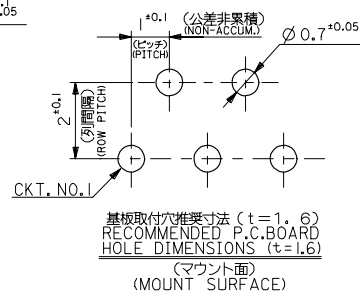 .05
1±0.1
(ピッチ)
(PITCH)
(公差非累積)
(NON-ACCUM.)
Ø 0.7+0.05
2±0.1
(列間隔)
(ROW PITCH)
CKT. NO.1
基板取付穴推奨寸法 (t=1. 6)
RECOMMENDED P.C.BOARD
HOLE DIMENSIONS (t=1.6)
(マウント面)
(MOUNT SURFACE)